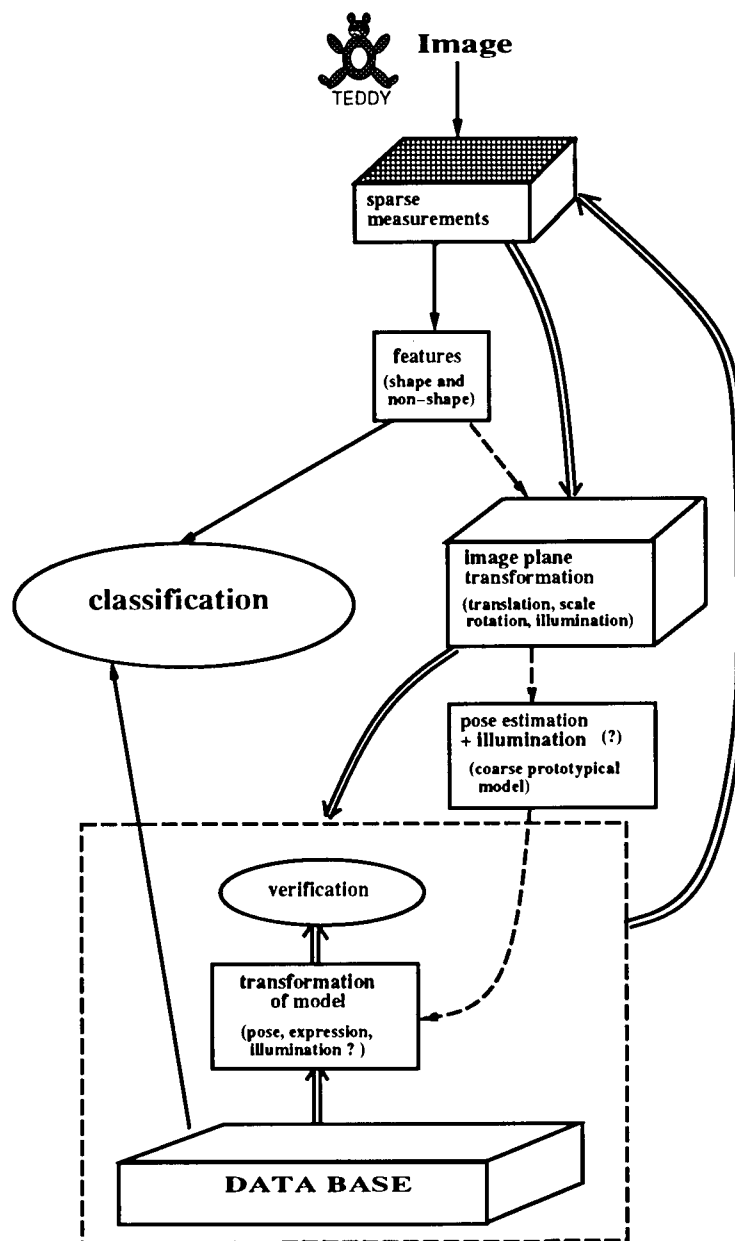 Image
TEDDY
sparse
measurements
features
(shape and
non-shape)
classification
image plane
transformation
(translation, scale
rotation, illumination)
pose estimation
+ illumination (?)
(coarse prototypical
model)
verification
transformation
of model
(pose, expression,
illumination ? )
DATA BASE